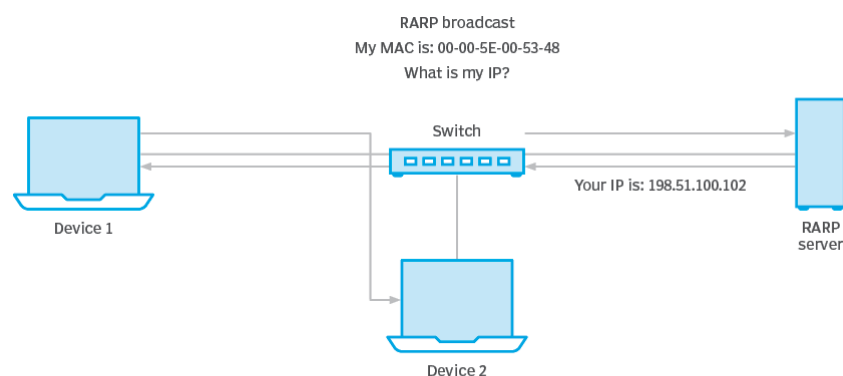 RARP broadcast
My MAC is: 00-00-5E-00-53-48
What is my IP?
Switch
Your IP is: 198.51.100.102
Device 1
RARP
server
Device 2